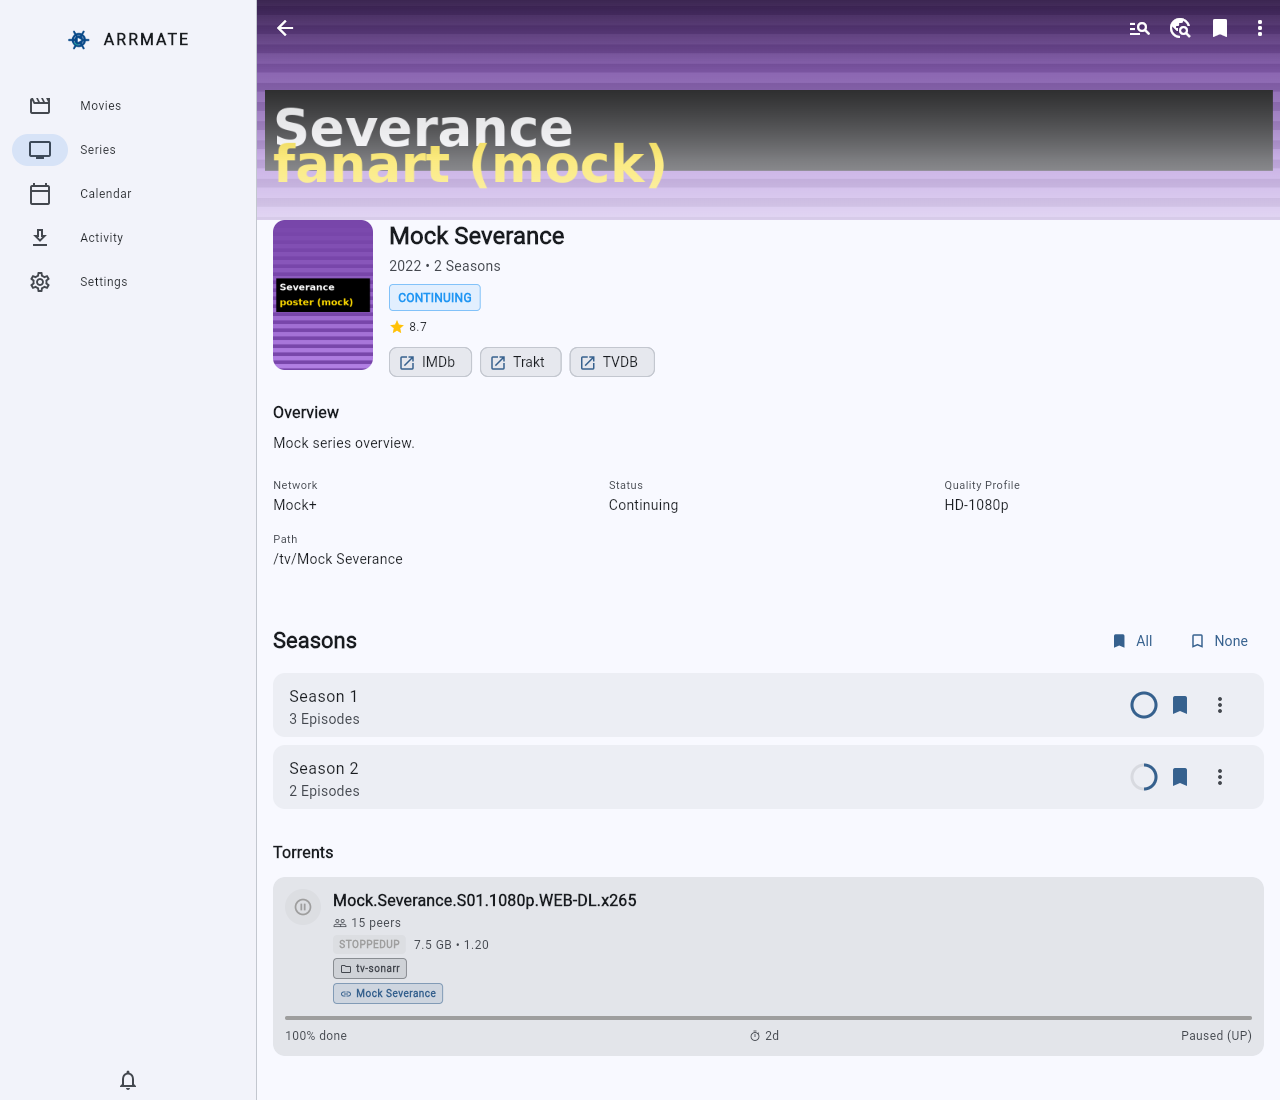 ARRMATE
Movies
Series
Calendar
Activity
Settings
Severance
fanart (mock)
Severance
poster (mock)
Mock Severance
2022 • 2 Seasons
CONTINUING
8.7
IMDb
Trakt
TVDB
Overview
Mock series overview.
Network
Mock+
Status
Continuing
Quality Profile
HD-1080p
Path
/tv/Mock Severance
Seasons
All
None
Season 1
3 Episodes
Season 2
2 Episodes
Torrents
Mock.Severance.S01.1080p.WEB-DL.x265
15 peers
STOPPEDUP 7.5 GB • 1.20
tv-sonarr
Mock Severance
100% done
2d
Paused (UP)